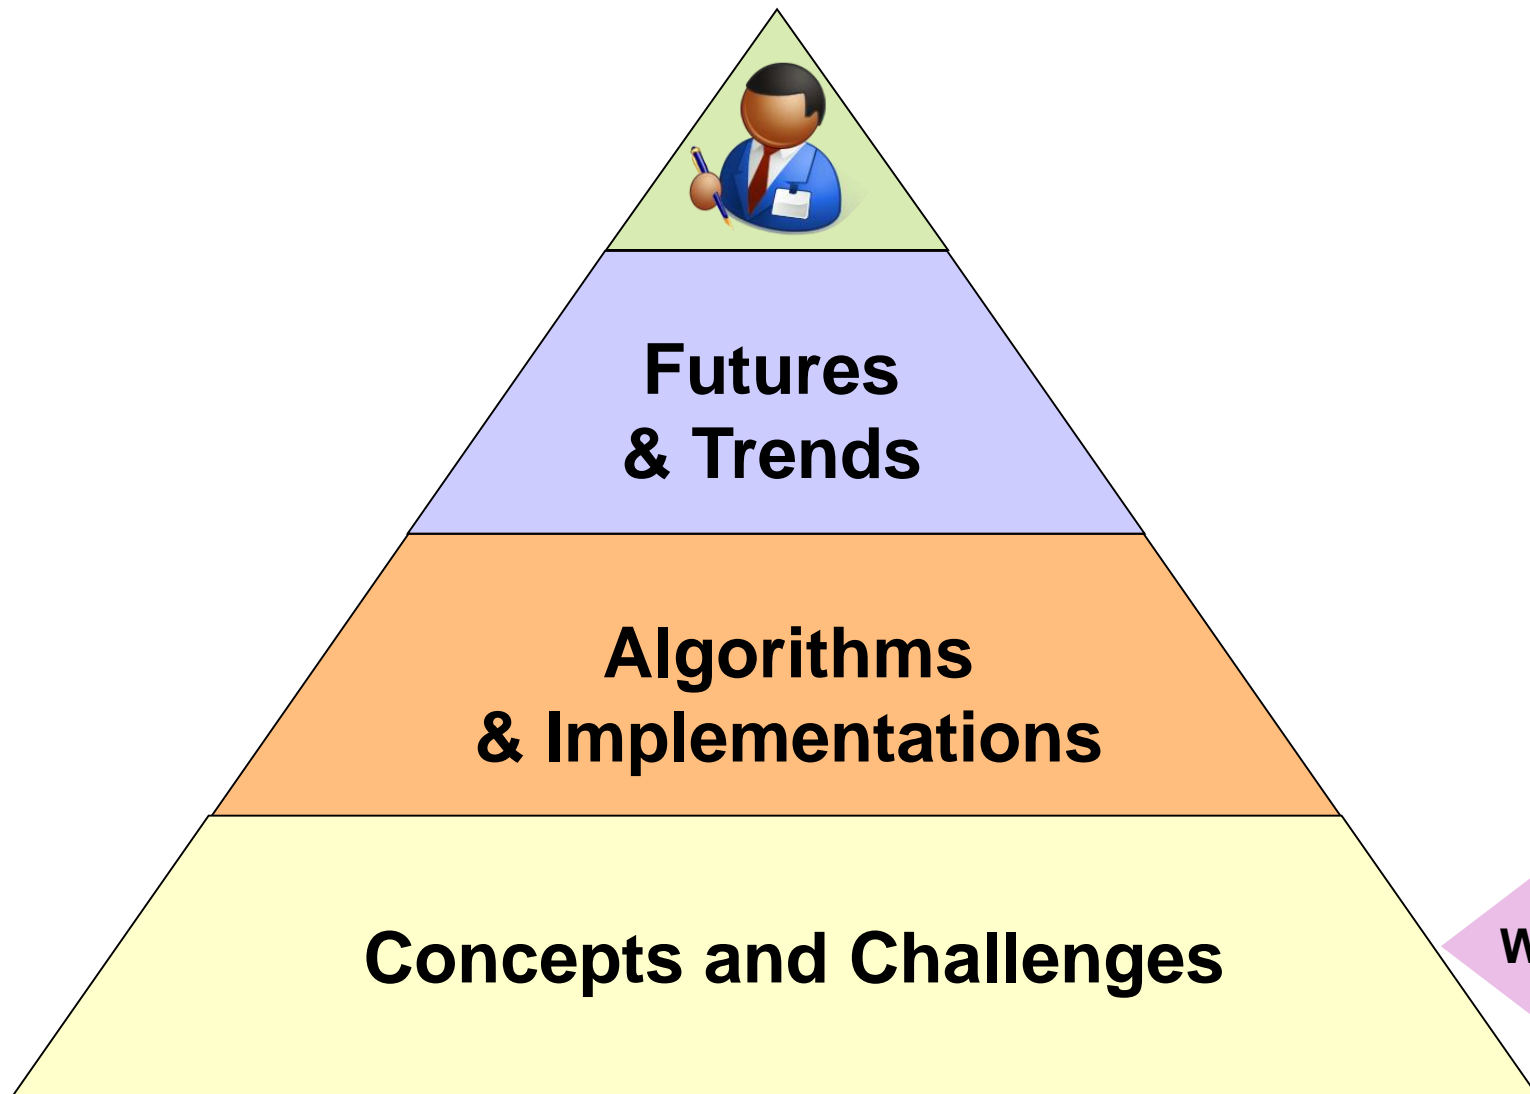 Futures
& Trends
Algorithms
& Implementations
Concepts and Challenges